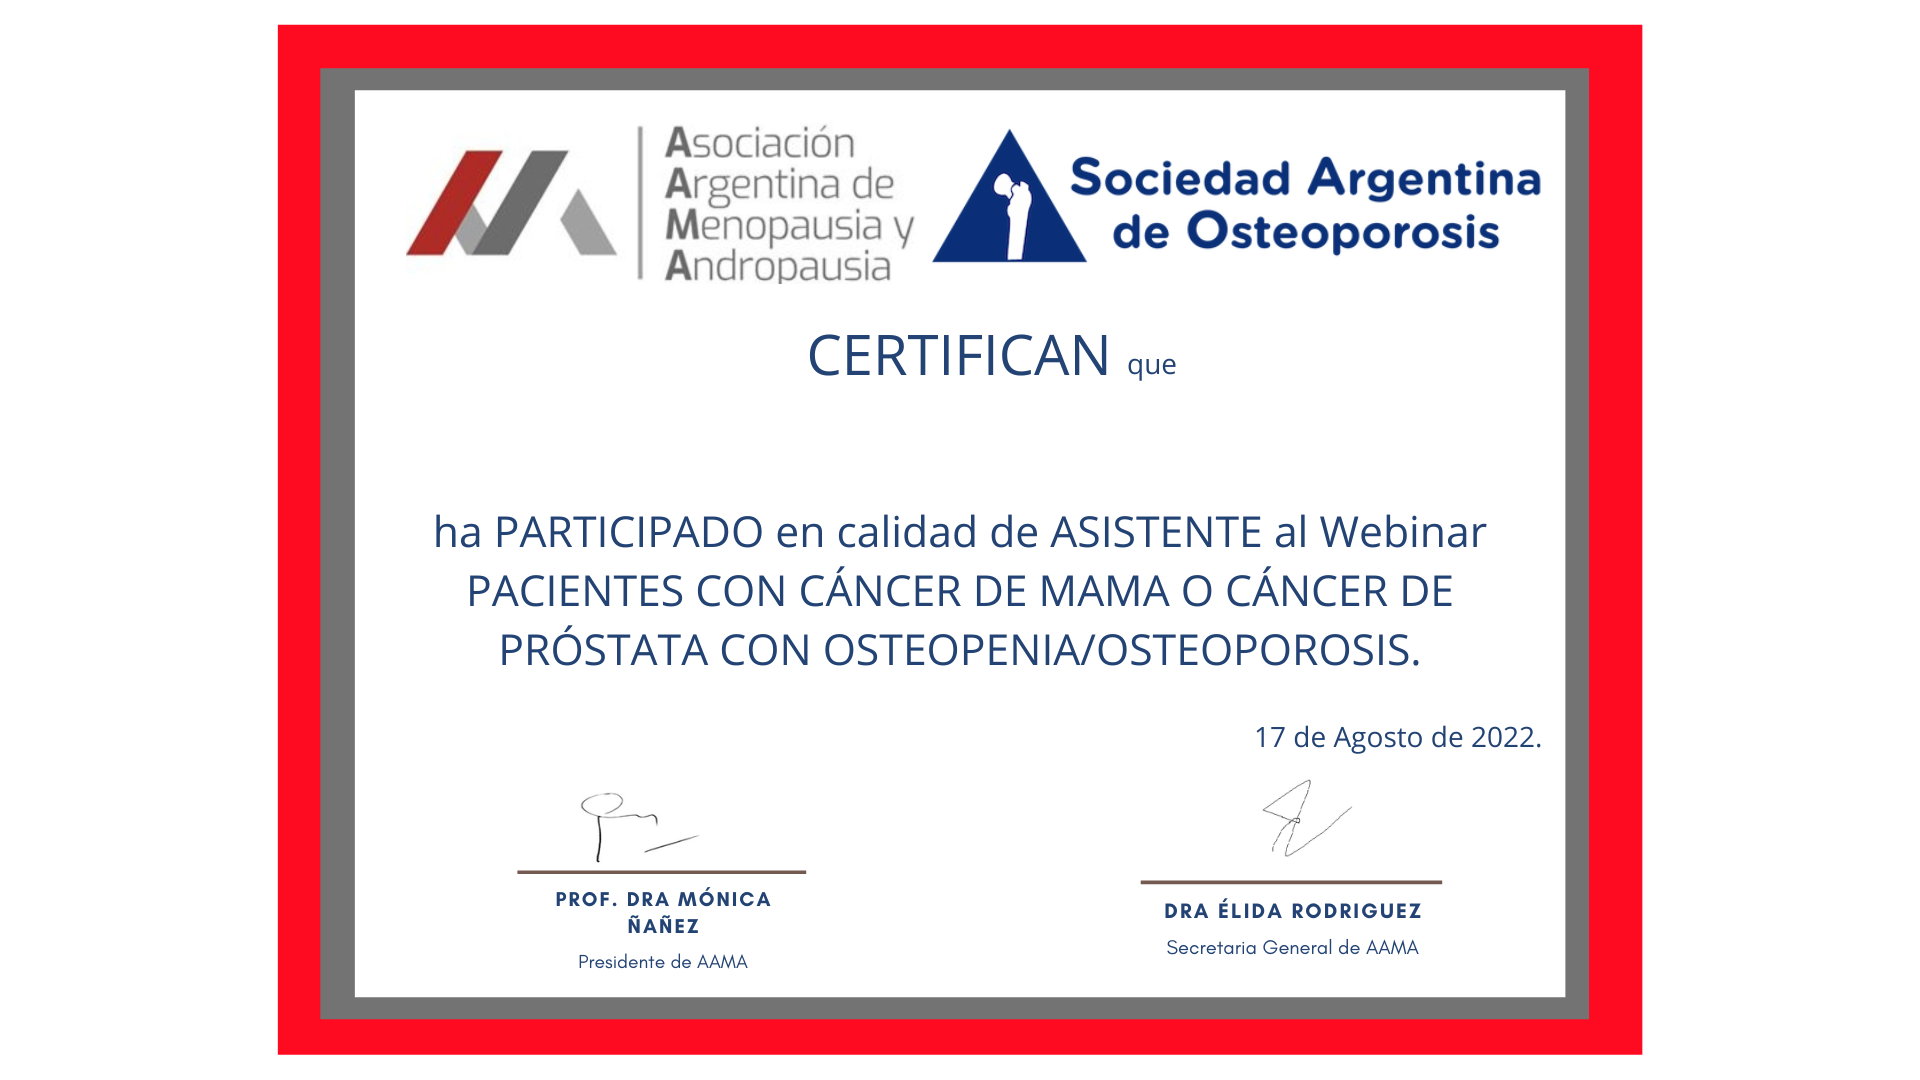 Asociación
Argentina de
Menopausia y
Andropausia
Sociedad Argentina
de Osteoporosis
CERTIFICAN que
ha PARTICIPADO en calidad de ASISTENTE al Webinar
PACIENTES CON CÁNCER DE MAMA O CÁNCER DE
PRÓSTATA CON OSTEOPENIA/OSTEOPOROSIS.
17 de Agosto de 2022.
PROF. DRA MÓNICA
ÑAÑEZ
Presidente de AAMA
DRA ÉLIDA RODRIGUEZ
Secretaria General de AAMA